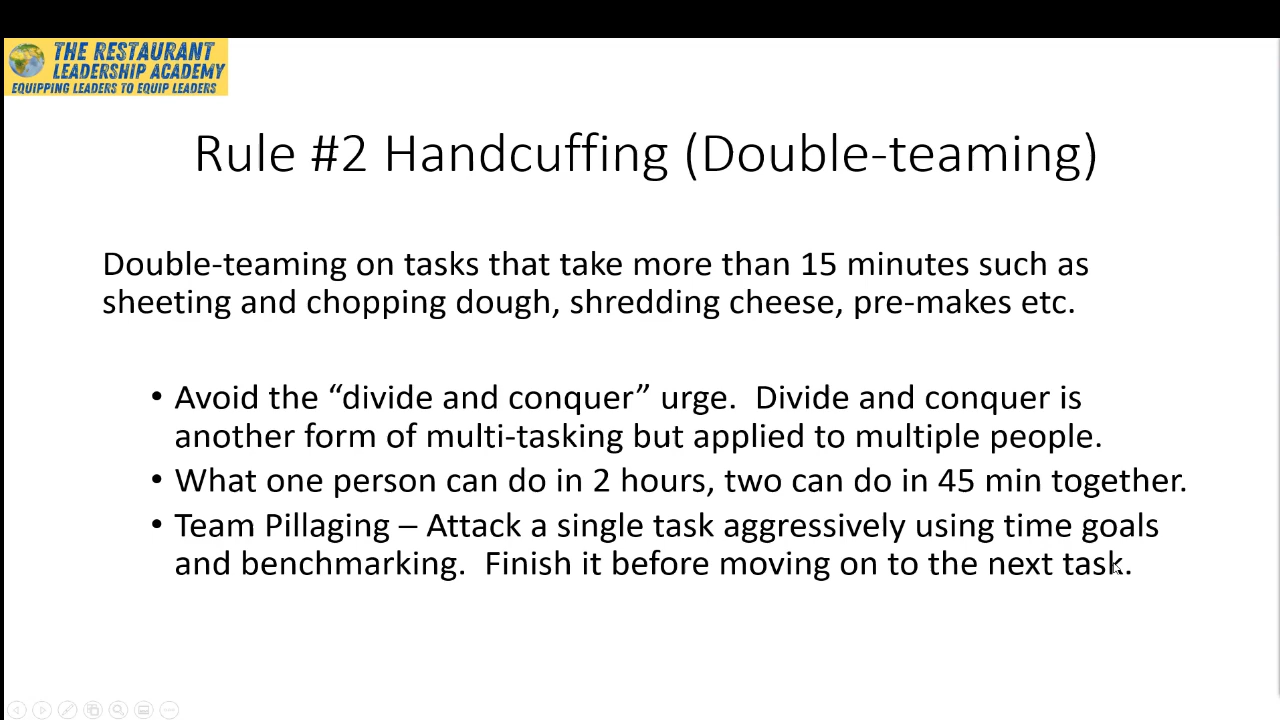 THE RESTAURANT
LEADERSHIP ACADEMY
EQUIPPING LEADERS TO EQUIP LEADERS
Rule #2 Handcuffing (Double-teaming)
Double-teaming on tasks that take more than 15 minutes such as
sheeting and chopping dough, shredding cheese, pre-makes etc.
• Avoid the “divide and conquer” urge.  Divide and conquer is
another form of multi-tasking but applied to multiple people.
• What one person can do in 2 hours, two can do in 45 min together.
• Team Pillaging – Attack a single task aggressively using time goals
and benchmarking.  Finish it before moving on to the next task.